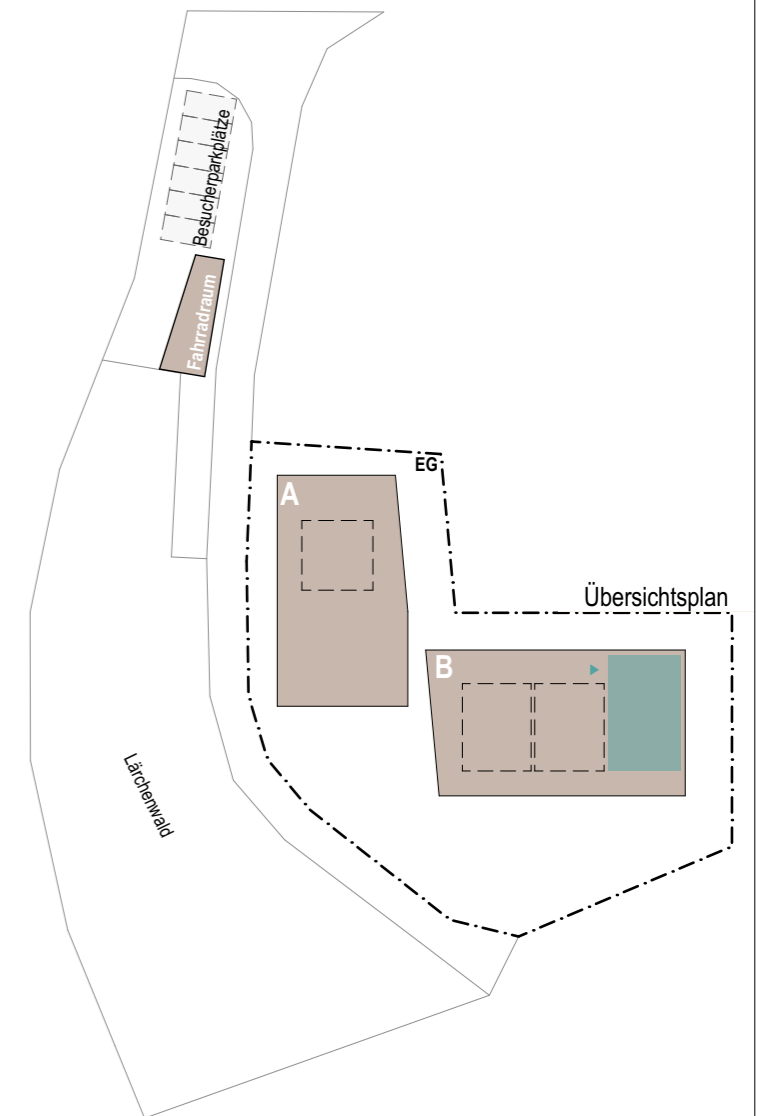 Besucherparkplätze
Fahrradraum
EG
A
Übersichtsplan
B
Lärchenwald